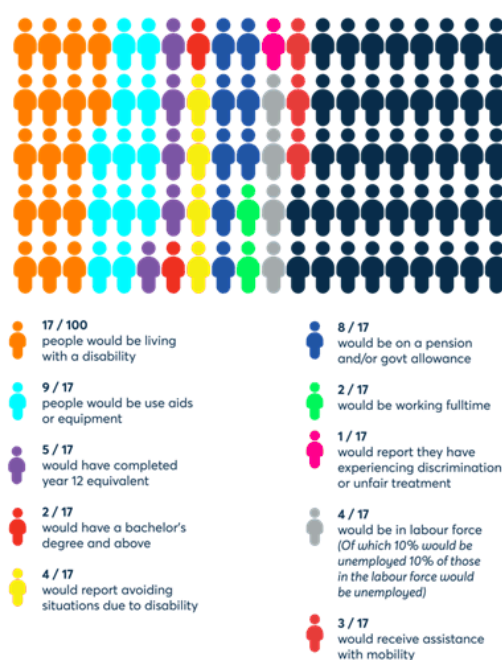 17 / 100
people would be living
with a disability
9 / 17
people would be use aids
or equipment
5 / 17
would have completed
year 12 equivalent
2 / 17
would have a bachelor's
degree and above
4 / 17
would report avoiding
situations due to disability
8 / 17
would be on a pension
and/or govt allowance
2 / 17
would be working fulltime
1 / 17
would report they have
experiencing discrimination
or unfair treatment
4 / 17
would be in labour force
(Of which 10% would be
unemployed 10% of those
in the labour force would
be unemployed)
3 / 17
would receive assistance
with mobility